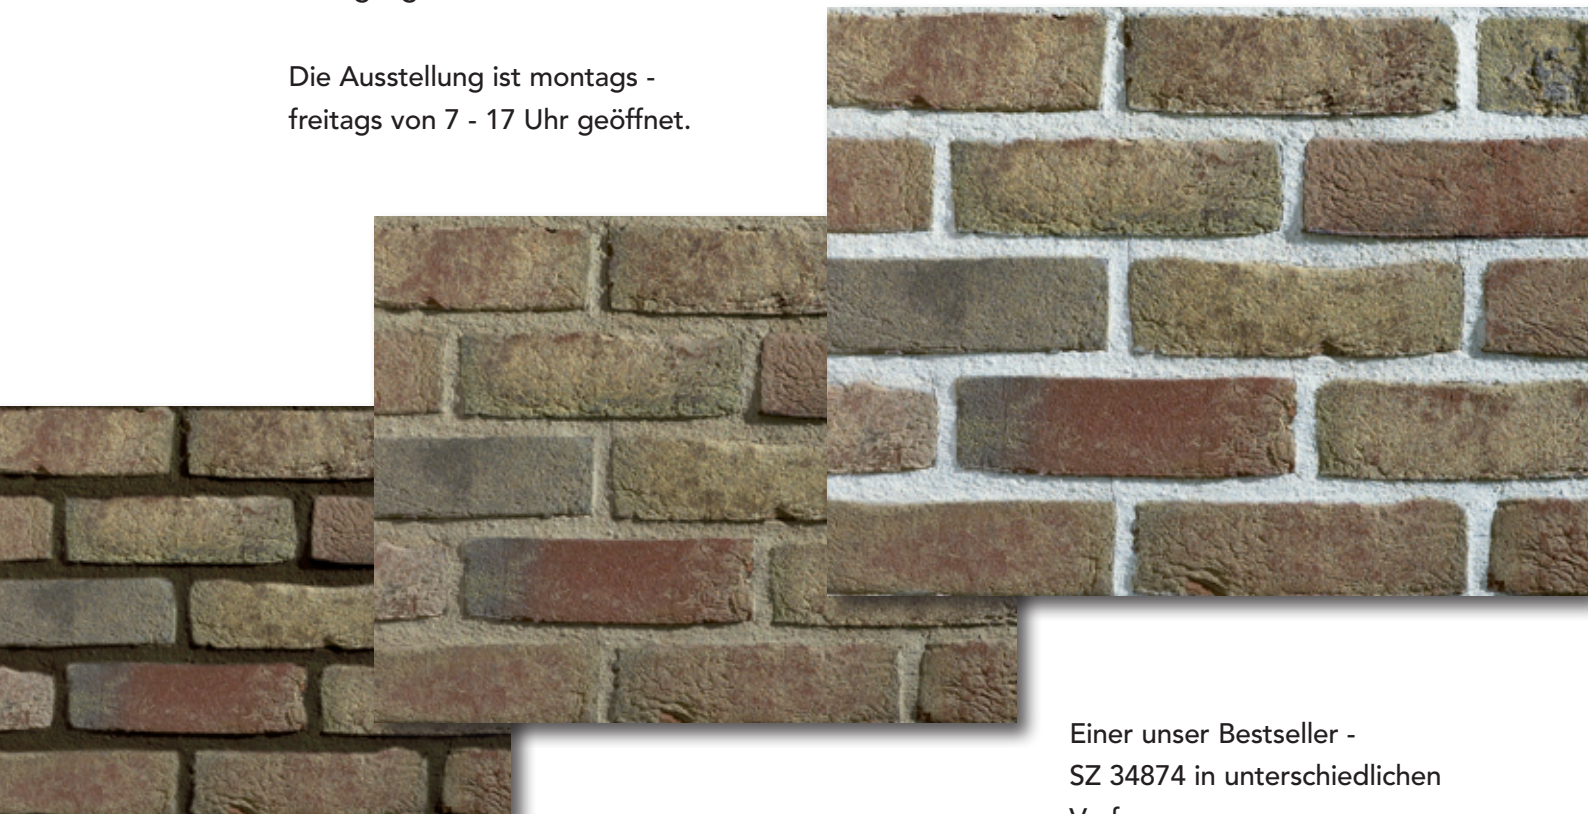 Die Ausstellung ist montags -
freitags von 7 - 17 Uhr geöffnet.
Einer unser Bestseller -
SZ 34874 in unterschiedlichen